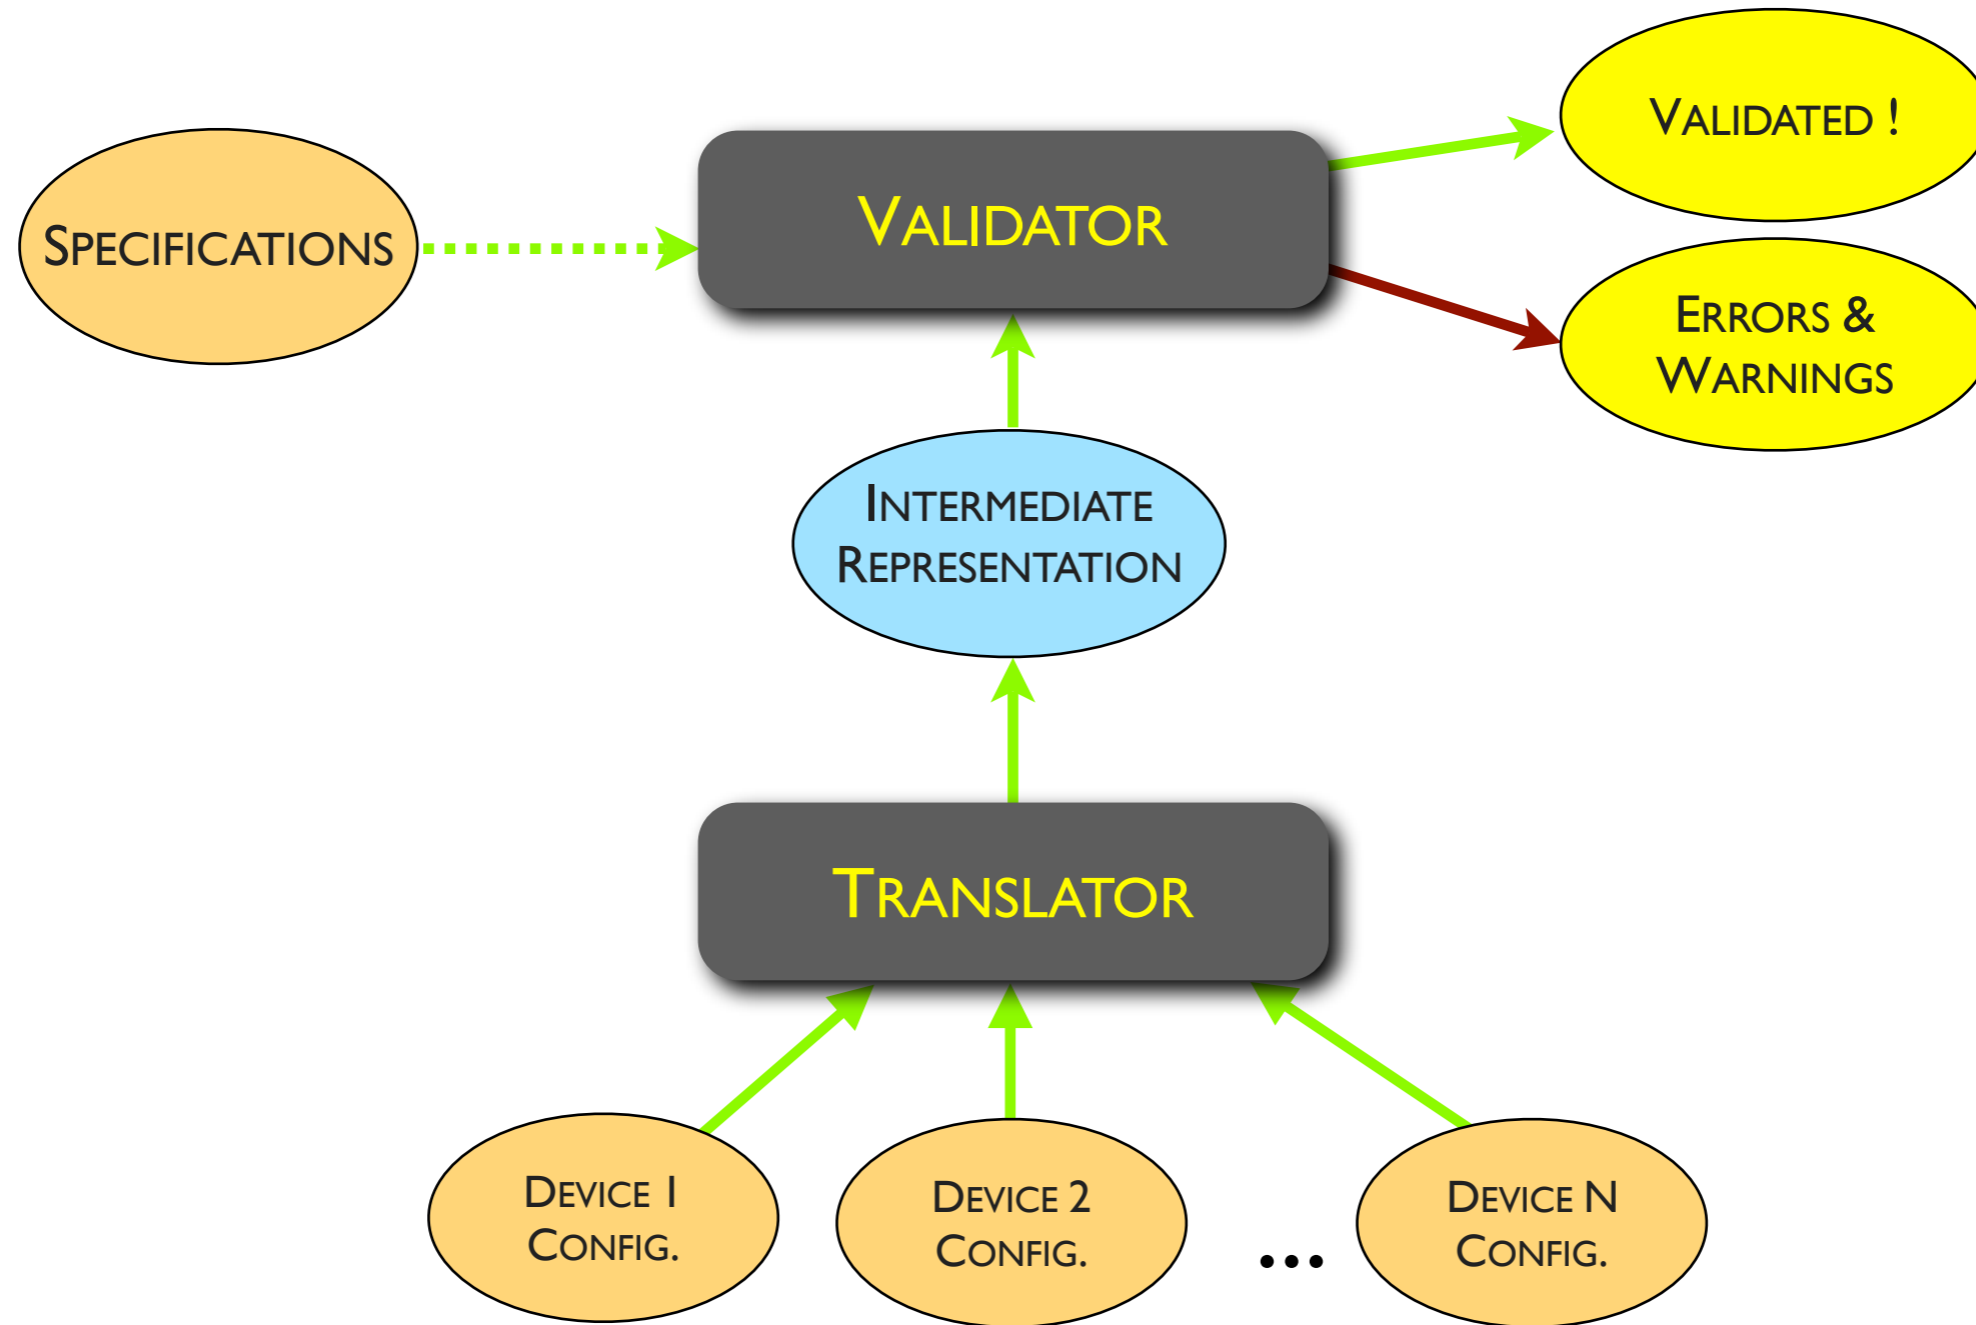 VALIDATED !
VALIDATOR
SPECIFICATIONS
ERRORS &
WARNINGS
INTERMEDIATE
REPRESENTATION
TRANSLATOR
DEVICE 1
CONFIG.
DEVICE 2
CONFIG.
...
DEVICE N
CONFIG.